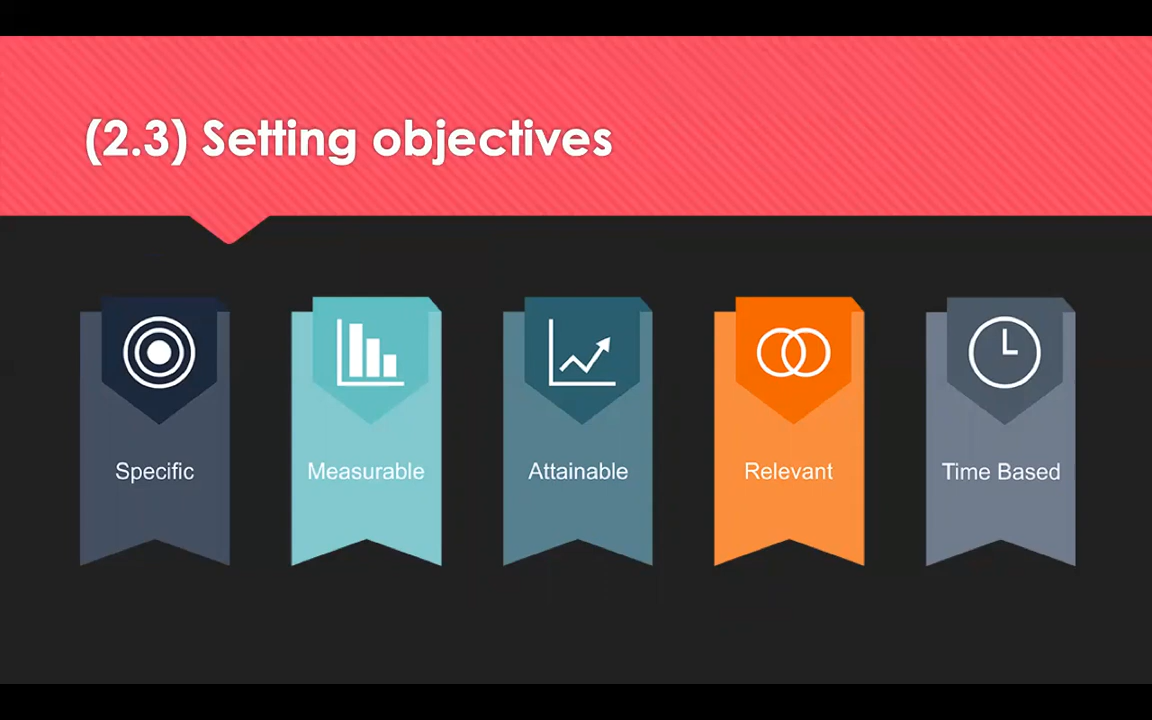 (2.3) Setting objectives
Specific
Measurable
Attainable
Relevant
Time Based